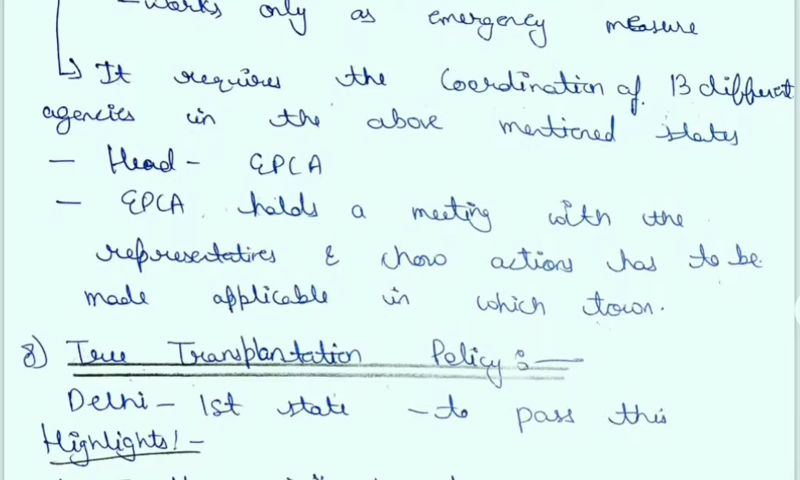 - Works only as emergency measure
↳ It requires the Coordination of 13 different
agencies in the above mentioned states
- Head - EPCA
- EPCA holds a meeting with the
representatives & how actions has to be
made applicable in which town.
8) Tree Transplantation Policy:-
Delhi - 1st state - to pass this
Highlights! -